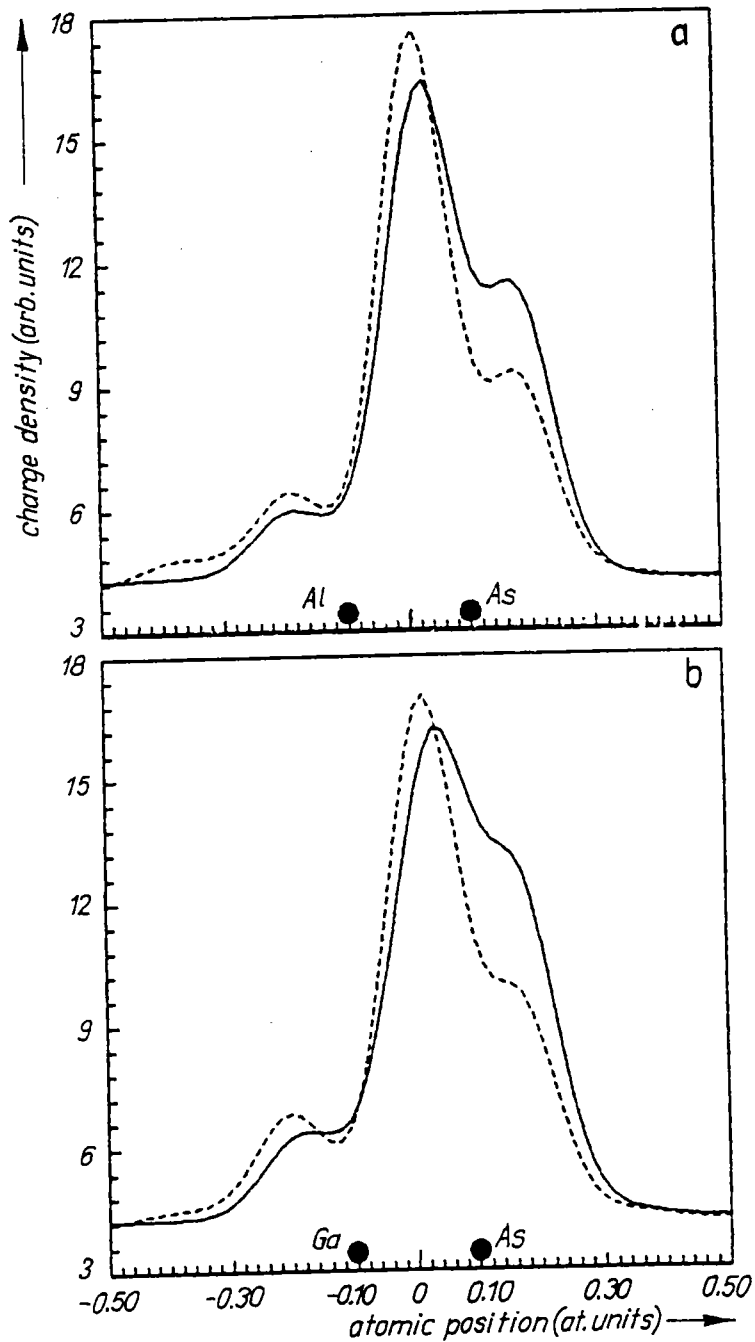 18
a
15
12
9
6
3
charge density (arb. units)
Al
As
18
b
15
12
9
6
3
Ga
As
-0.50 -0.30 -0.10 0 0.10 0.30 0.50
atomic position (at. units)